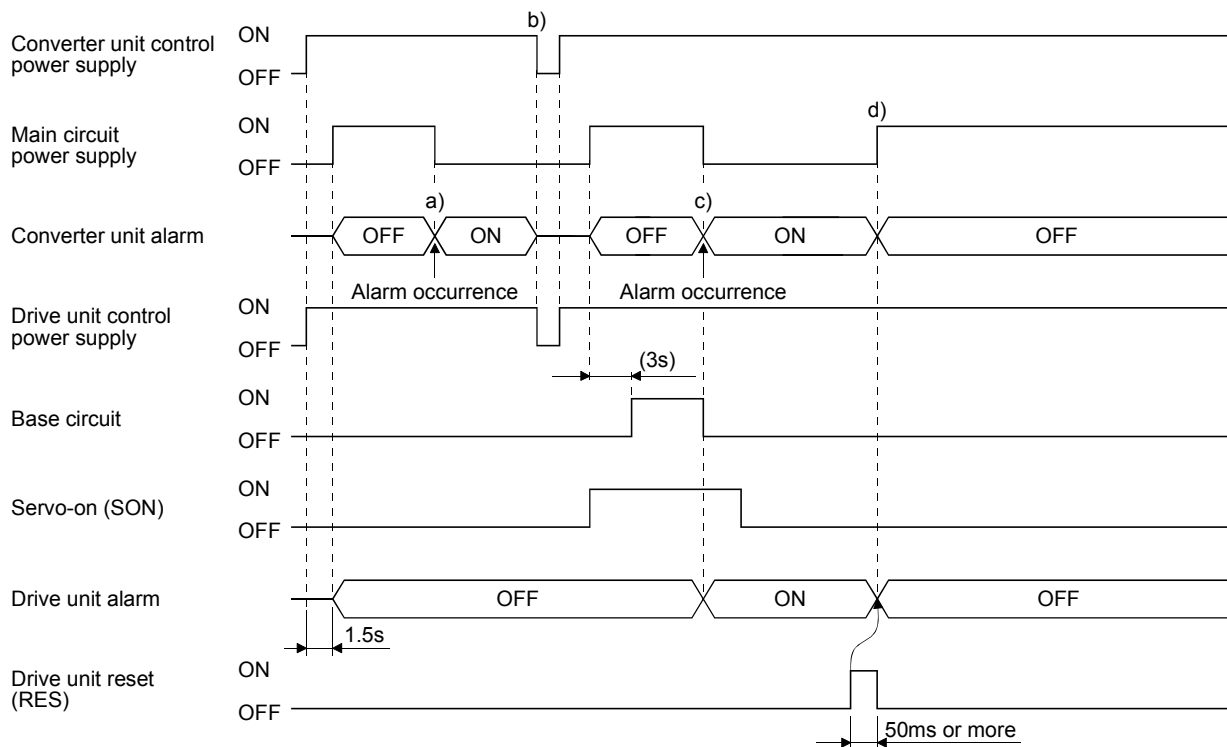 b)
Converter unit control
power supply
ON
OFF
Main circuit
power supply
ON
OFF
d)
a)
c)
Converter unit alarm
OFF
ON
OFF
ON
OFF
Alarm occurrence
Alarm occurrence
Drive unit control
power supply
ON
OFF
(3s)
Base circuit
ON
OFF
Servo-on (SON)
ON
OFF
Drive unit alarm
OFF
ON
OFF
1.5s
Drive unit reset
(RES)
ON
OFF
50ms or more